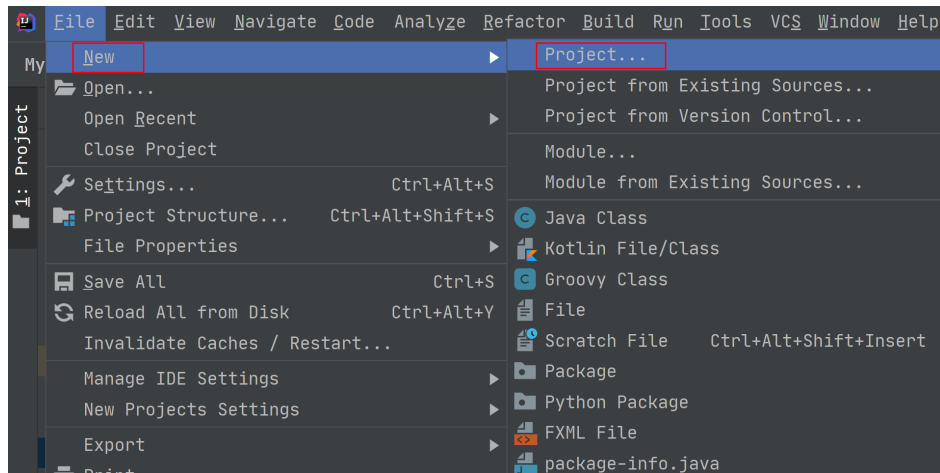 File Edit View Navigate Code Analyze Refactor Build Run Tools VCS Window Help
My
1: Project
New
Open...
Open Recent
Close Project
Settings... Ctrl+Alt+S
Project Structure... Ctrl+Alt+Shift+S
File Properties
Save All Ctrl+S
Reload All from Disk Ctrl+Alt+Y
Invalidate Caches / Restart...
Manage IDE Settings
New Projects Settings
Export
Print
Project...
Project from Existing Sources...
Project from Version Control...
Module...
Module from Existing Sources...
Java Class
Kotlin File/Class
Groovy Class
File
Scratch File Ctrl+Alt+Shift+Insert
Package
Python Package
FXML File
package-info.java